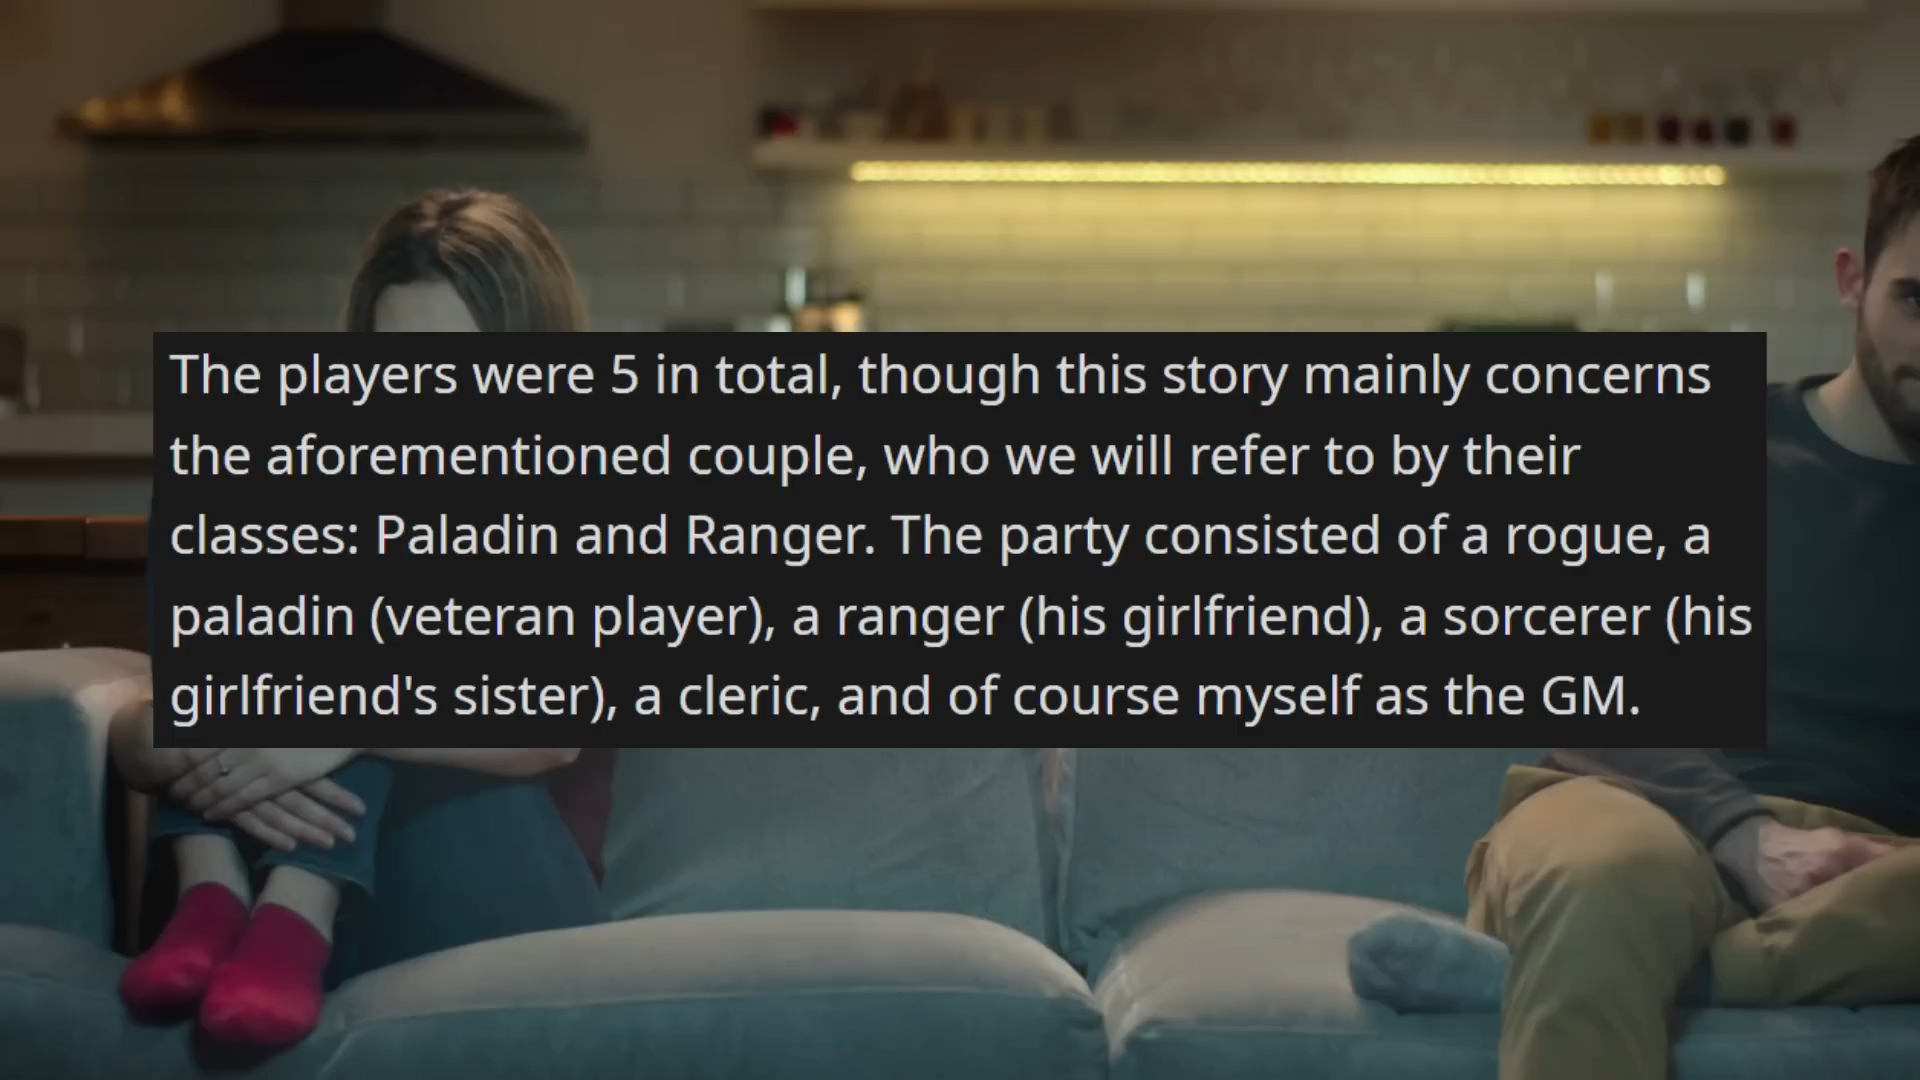 The players were 5 in total, though this story mainly concerns
the aforementioned couple, who we will refer to by their
classes: Paladin and Ranger. The party consisted of a rogue, a
paladin (veteran player), a ranger (his girlfriend), a sorcerer (his
girlfriend's sister), a cleric, and of course myself as the GM.